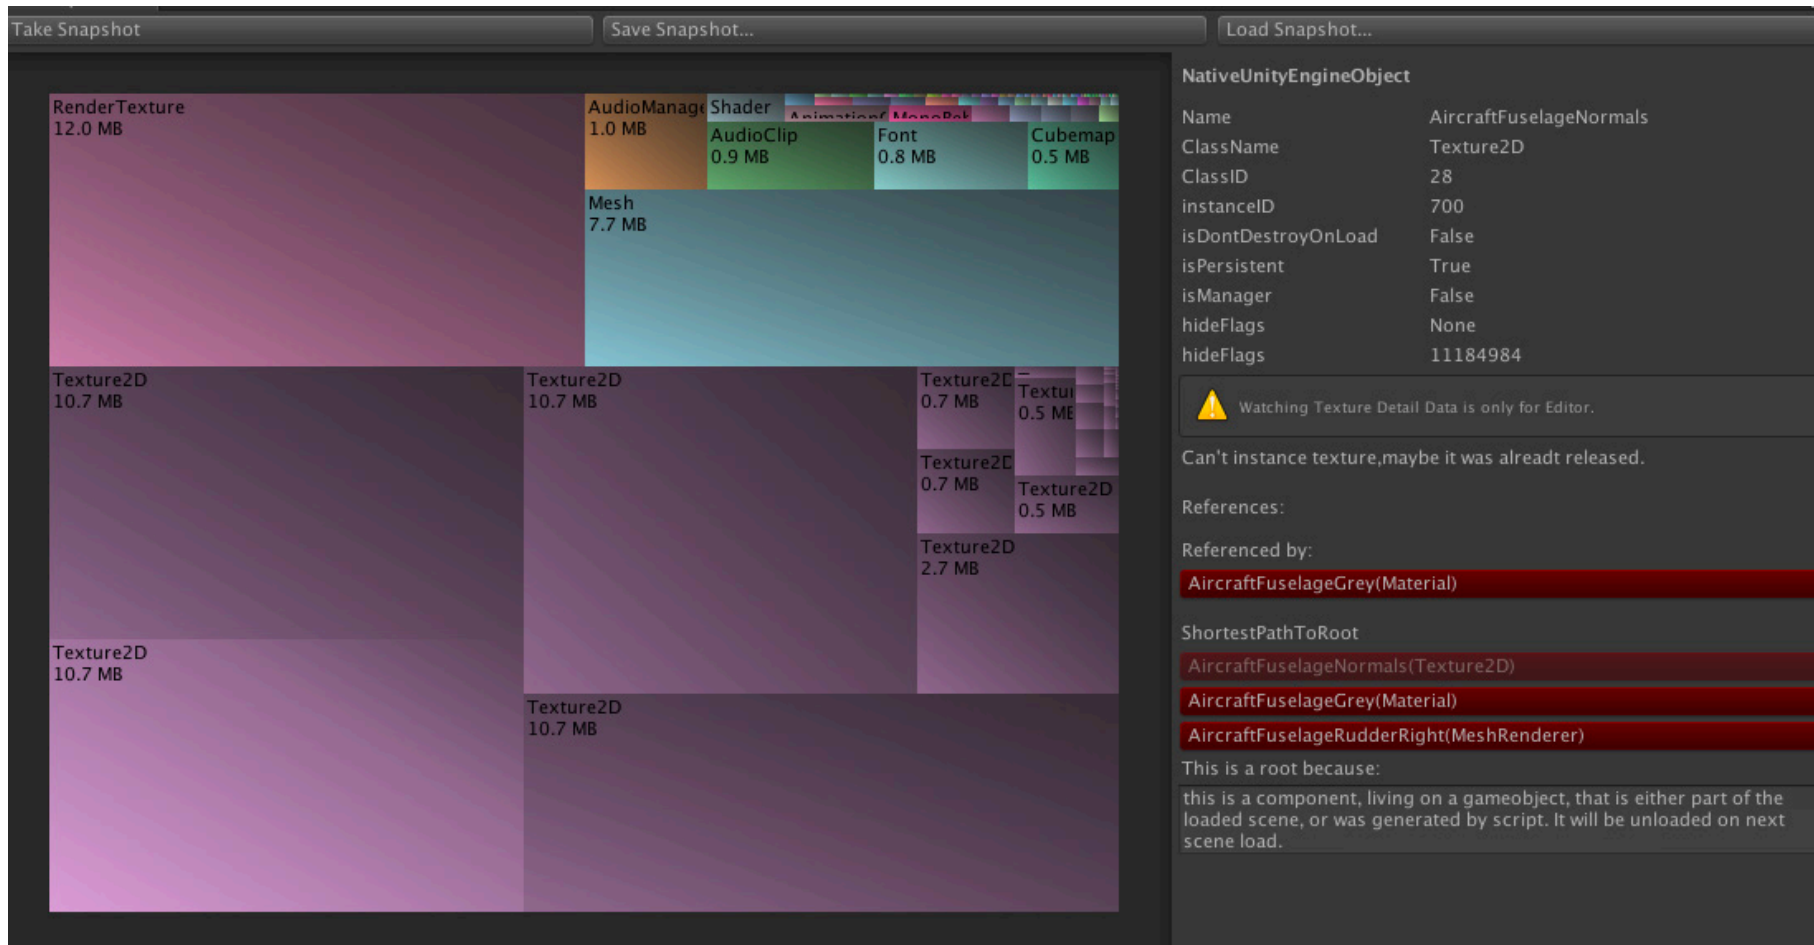 Take Snapshot
Save Snapshot...
Load Snapshot...
RenderTexture
12.0 MB
AudioManage
1.0 MB
Shader
AudioClip
0.9 MB
Font
0.8 MB
Cubemap
0.5 MB
Mesh
7.7 MB
Texture2D
10.7 MB
Texture2D
10.7 MB
Texture2D
0.7 MB
Textur
0.5 MB
Texture2D
0.7 MB
Texture2D
0.5 MB
Texture2D
2.7 MB
Texture2D
10.7 MB
Texture2D
10.7 MB
NativeUnityEngineObject
Name AircraftFuselageNormals
ClassName Texture2D
ClassID 28
instanceID 700
isDontDestroyOnLoad False
isPersistent True
isManager False
hideFlags None
hideFlags 11184984
Watching Texture Detail Data is only for Editor.
Can't instance texture,maybe it was alreadt released.
References:
Referenced by:
AircraftFuselageGrey(Material)
ShortestPathToRoot
AircraftFuselageNormals(Texture2D)
AircraftFuselageGrey(Material)
AircraftFuselageRudderRight(MeshRenderer)
This is a root because:
this is a component, living on a gameobject, that is either part of the
loaded scene, or was generated by script. It will be unloaded on next
scene load.